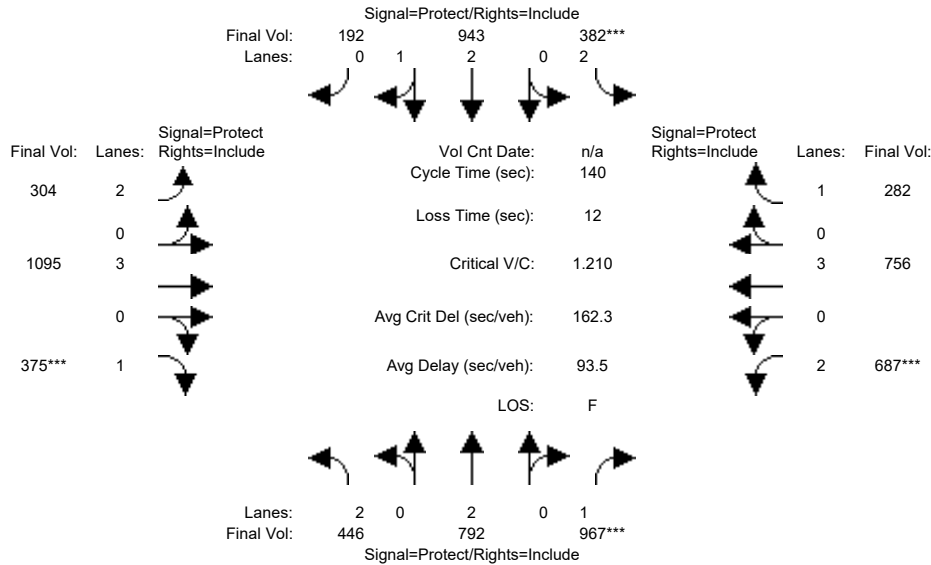 Signal=Protect/Rights=Include
Final Vol: 192 943 382***
Lanes: 0 1 2 0 2
Signal=Protect Signal=Protect
Final Vol: Lanes: Rights=Include Vol Cnt Date: n/a Rights=Include Lanes: Final Vol:
Cycle Time (sec): 140
304 2 1 282
Loss Time (sec): 12
0 0
1095 3 Critical V/C: 1.210 3 756
0 Avg Crit Del (sec/veh): 162.3 0
375*** 1 Avg Delay (sec/veh): 93.5 2 687***
LOS: F
Lanes: 2 0 2 0 1
Final Vol: 446 792 967***
Signal=Protect/Rights=Include